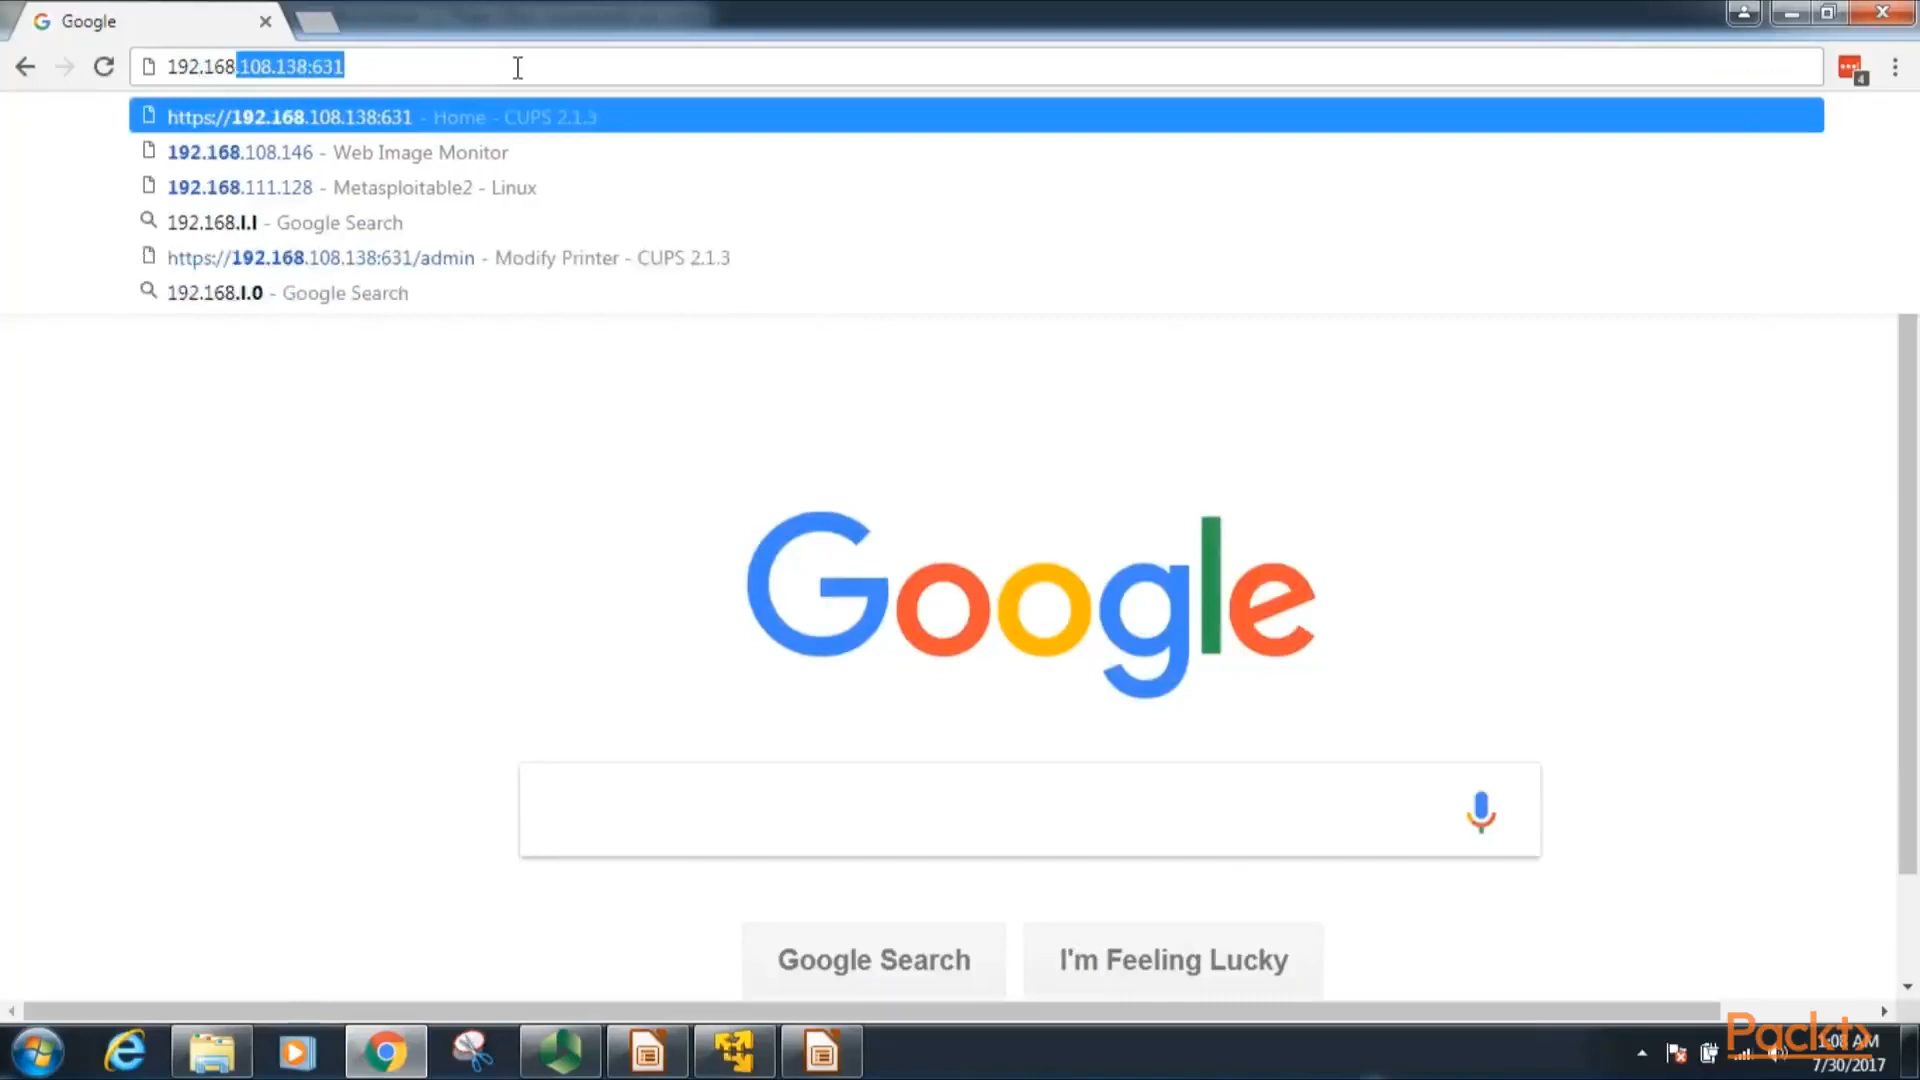 Google
192.168.108.138:631
4
https://192.168.108.138:631 - Home - CUPS 2.1.3
192.168.108.146 - Web Image Monitor
192.168.111.128 - Metasploitable2 - Linux
192.168.l.l - Google Search
https://192.168.108.138:631/admin - Modify Printer - CUPS 2.1.3
192.168.l.0 - Google Search
Google
Google Search
I'm Feeling Lucky
Packt>
1:08 AM
7/30/2017